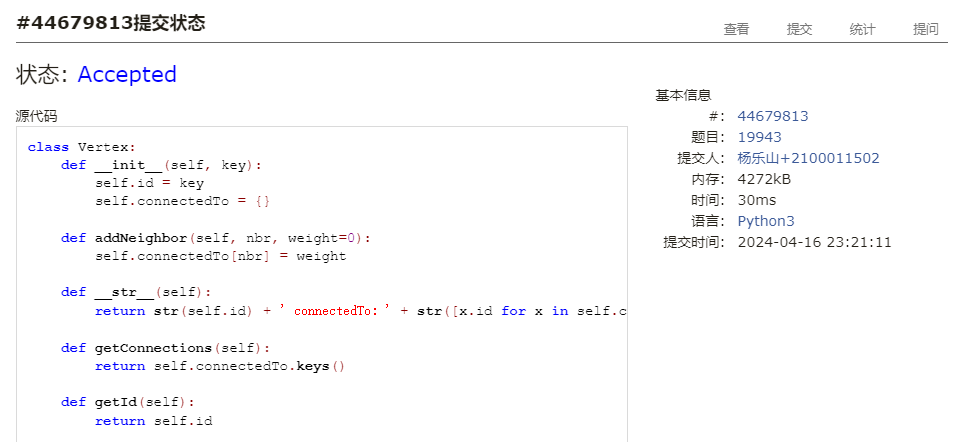 #44679813提交状态
查看 提交 统计 提问
状态: Accepted
源代码
class Vertex:
    def __init__(self, key):
        self.id = key
        self.connectedTo = {}

    def addNeighbor(self, nbr, weight=0):
        self.connectedTo[nbr] = weight

    def __str__(self):
        return str(self.id) + ' connectedTo: ' + str([x.id for x in self.c

    def getConnections(self):
        return self.connectedTo.keys()

    def getId(self):
        return self.id
基本信息
#: 44679813
题目: 19943
提交人: 杨乐山+2100011502
内存: 4272kB
时间: 30ms
语言: Python3
提交时间: 2024-04-16 23:21:11